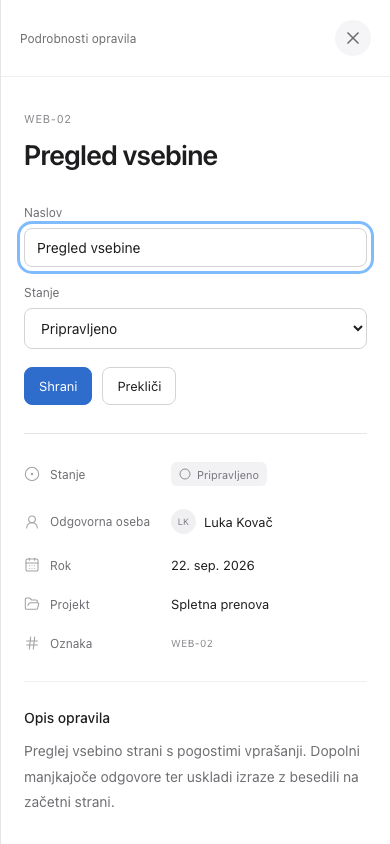 Podrobnosti opravila
WEB-02
Pregled vsebine
Naslov
Pregled vsebine
Stanje
Pripravljeno
Shrani
Prekliči
Stanje
Pripravljeno
Odgovorna oseba
LK
Luka Kovač
Rok
22. sep. 2026
Projekt
Spletna prenova
Oznaka
WEB-02
Opis opravila
Preglej vsebino strani s pogostimi vprašanji. Dopolni
manjkajoče odgovore ter uskladi izraze z besedili na
začetni strani.